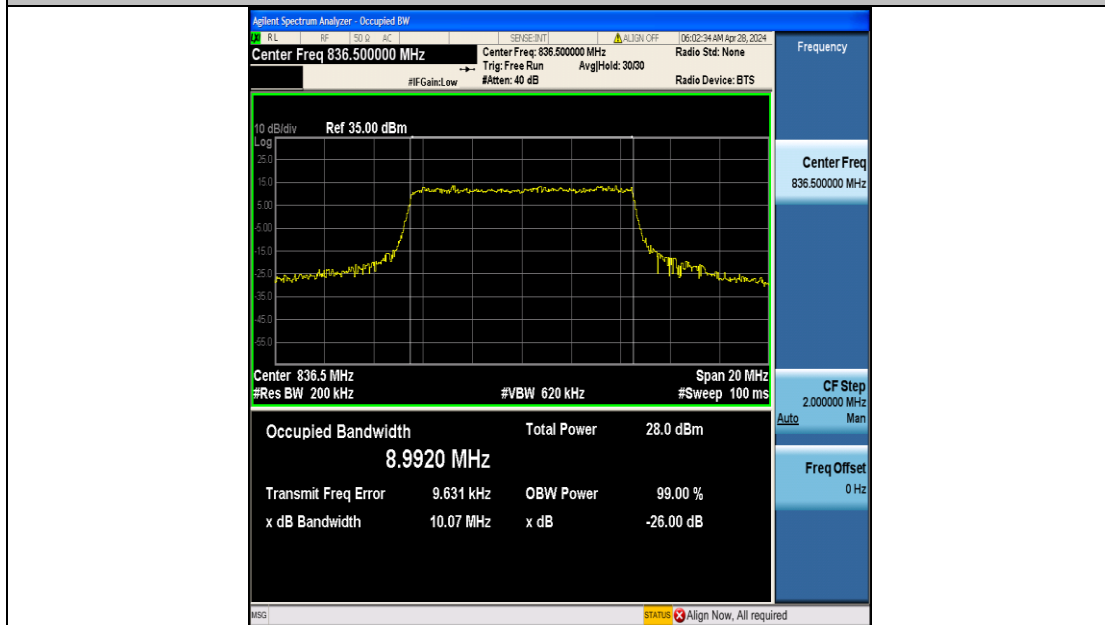 Agilent Spectrum Analyzer - Occupied BW
RL RF 50 Ω AC SENSE:INT ALIGN OFF 06:02:34 AM Apr 28, 2024
Center Freq 836.500000 MHz
Center Freq: 836.500000 MHz Radio Std: None
Trig: Free Run Avg|Hold: 30/30
#IFGain:Low #Atten: 40 dB Radio Device: BTS
10 dB/div Ref 35.00 dBm
Log
25.0
15.0
5.00
-5.00
-15.0
-25.0
-35.0
-45.0
-55.0
Center 836.5 MHz Span 20 MHz
#Res BW 200 kHz #VBW 620 kHz #Sweep 100 ms
Occupied Bandwidth Total Power 28.0 dBm
8.9920 MHz
Transmit Freq Error 9.631 kHz OBW Power 99.00 %
x dB Bandwidth 10.07 MHz x dB -26.00 dB
MSG STATUS Align Now, All required
Frequency
Center Freq
836.500000 MHz
CF Step
2.000000 MHz
Auto Man
Freq Offset
0 Hz